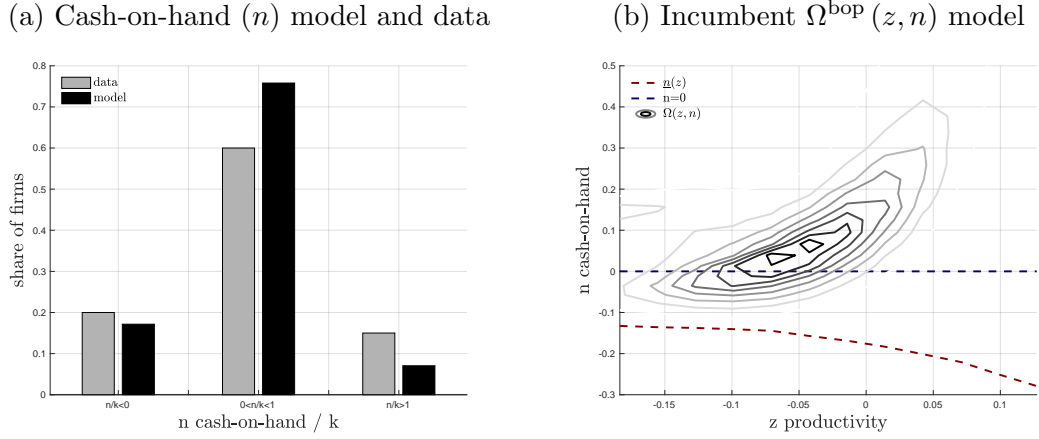 (a) Cash-on-hand (n) model and data
data
model
0.8
0.7
0.6
0.5
0.4
0.3
0.2
0.1
0
share of firms
n/k<0
0<n/k<1
n/k>1
n cash-on-hand / k
(b) Incumbent Ω^bop (z, n) model
n(z)
n=0
Ω(z, n)
0.5
0.4
0.3
0.2
0.1
0
-0.1
-0.2
-0.3
n cash-on-hand
-0.15
-0.1
-0.05
0
0.05
0.1
z productivity